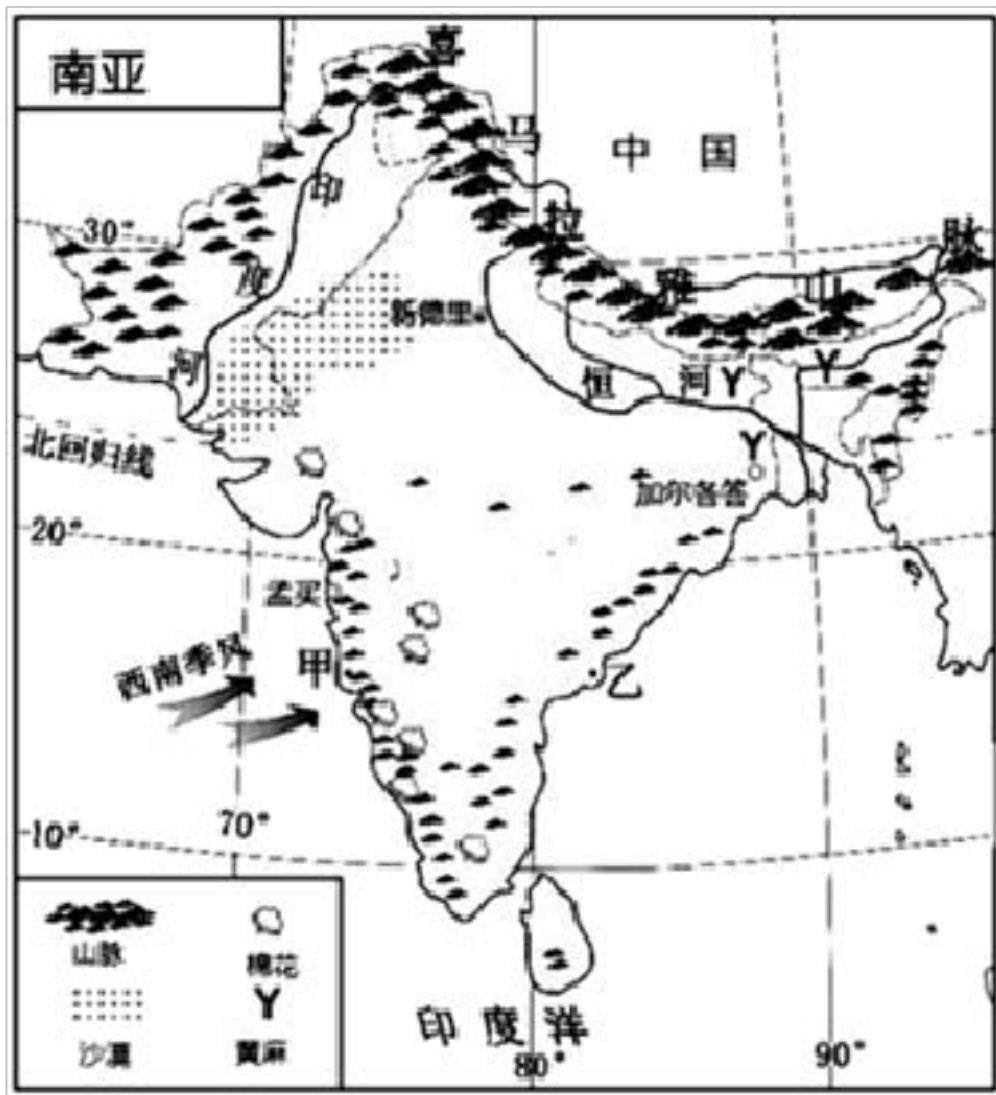 南亚
喜
马
拉
雅
山
脉
中 国
印
度
河
30°
新德里
恒 河
北回归线
加尔各答
20°
孟买
甲
乙
西南季风
10°
70°
山脉
棉花
沙漠
黄麻
印 度 洋
80°
90°